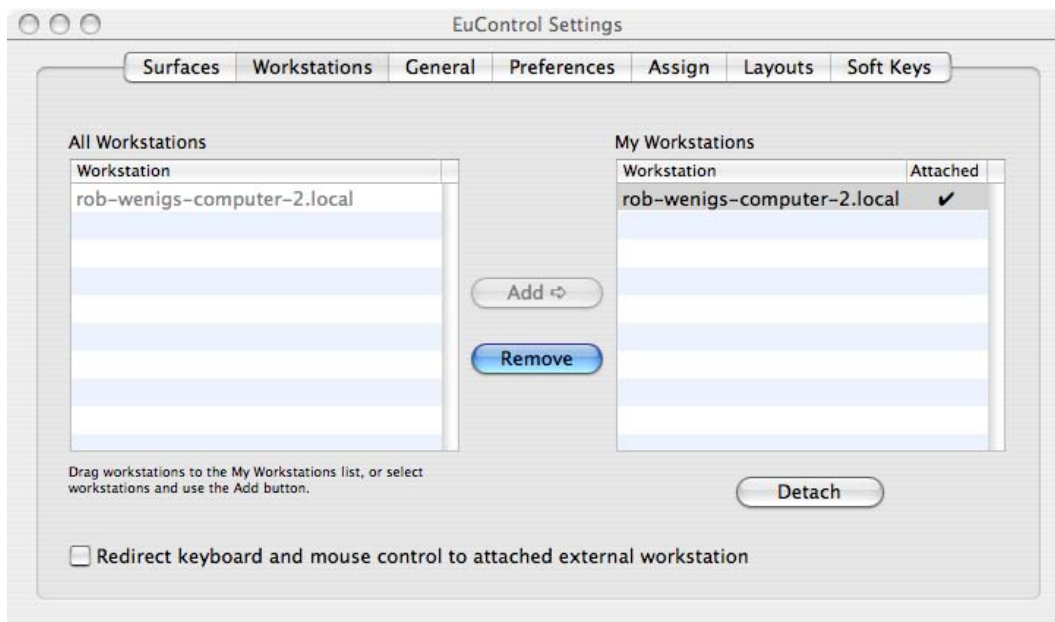 EuControl Settings
Surfaces Workstations General Preferences Assign Layouts Soft Keys
All Workstations
Workstation
rob-wenigs-computer-2.local
Add ➪
Remove
My Workstations
Workstation Attached
rob-wenigs-computer-2.local ✔
Drag workstations to the My Workstations list, or select
workstations and use the Add button.
Detach
Redirect keyboard and mouse control to attached external workstation